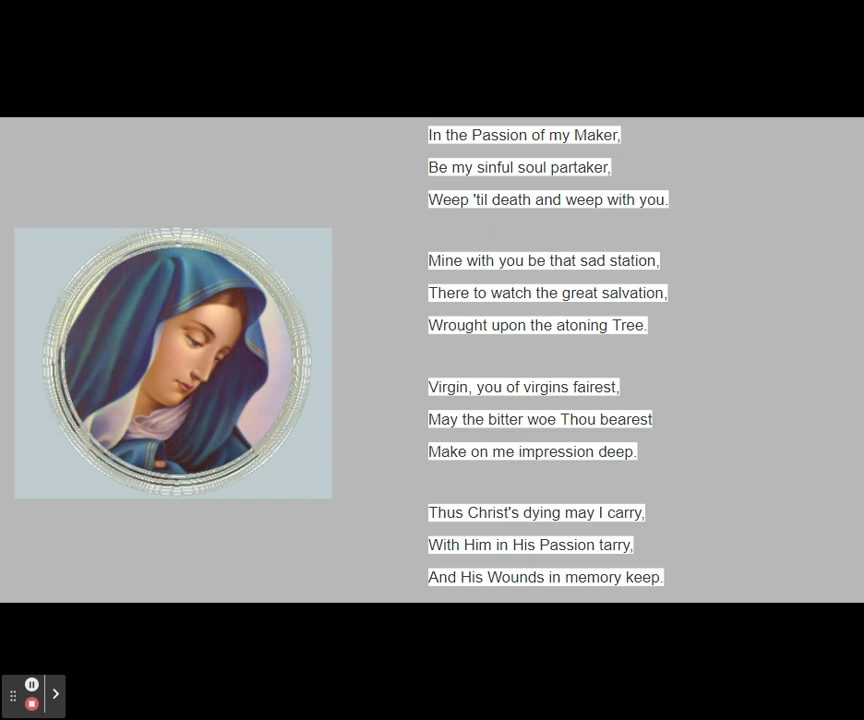 In the Passion of my Maker,
Be my sinful soul partaker,
Weep 'til death and weep with you.
Mine with you be that sad station,
There to watch the great salvation,
Wrought upon the atoning Tree.
Virgin, you of virgins fairest,
May the bitter woe Thou bearest
Make on me impression deep.
Thus Christ's dying may I carry,
With Him in His Passion tarry,
And His Wounds in memory keep.